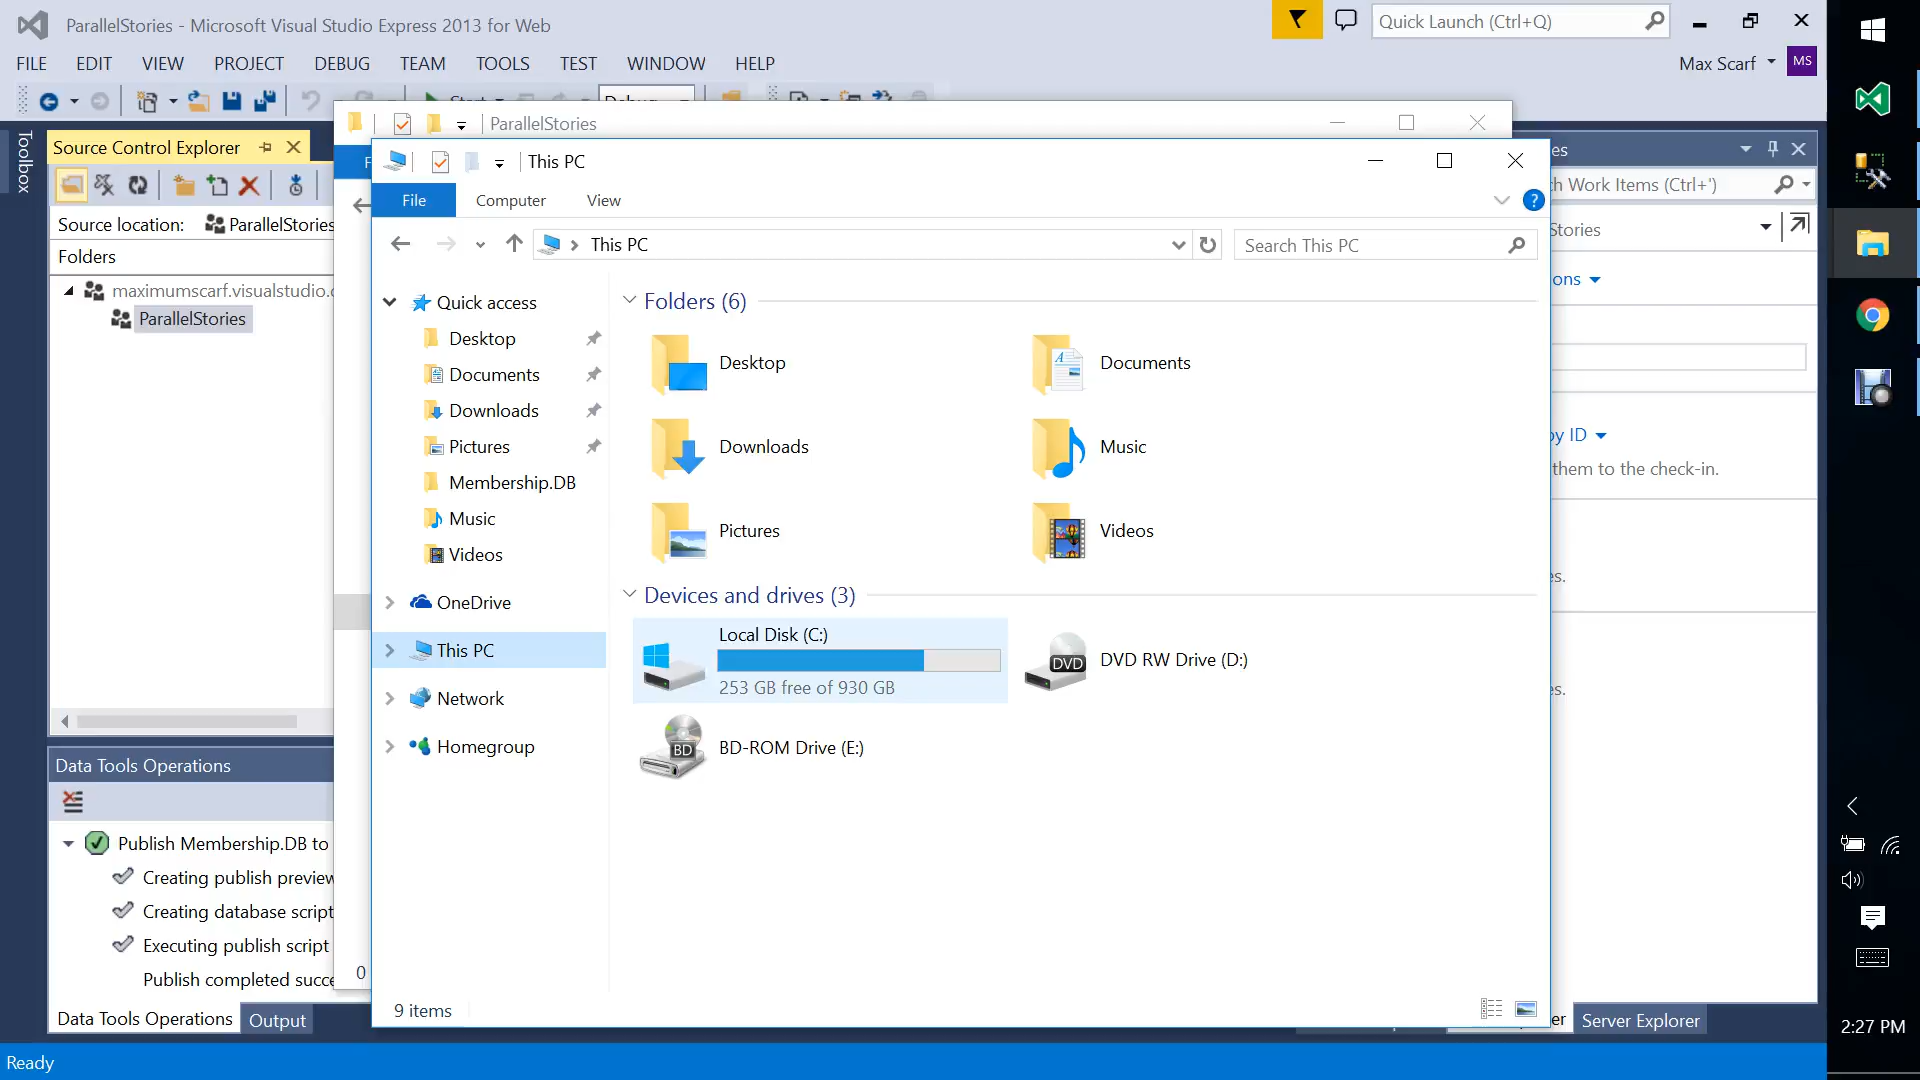 ParallelStories - Microsoft Visual Studio Express 2013 for Web
Quick Launch (Ctrl+Q)
FILE EDIT VIEW PROJECT DEBUG TEAM TOOLS TEST WINDOW HELP
Max Scarf MS
Toolbox
Source Control Explorer
Source location: ParallelStories
Folders
maximumscarf.visualstudio.
ParallelStories
ParallelStories
This PC
File Computer View
This PC
Search This PC
Quick access
Desktop
Documents
Downloads
Pictures
Membership.DB
Music
Videos
OneDrive
This PC
Network
Homegroup
Folders (6)
Desktop
Documents
Downloads
Music
Pictures
Videos
Devices and drives (3)
Local Disk (C:)
253 GB free of 930 GB
DVD
DVD RW Drive (D:)
BD
BD-ROM Drive (E:)
9 items
es
h Work Items (Ctrl+')
Stories
ons
by ID
them to the check-in.
es.
es.
Data Tools Operations
Publish Membership.DB to
Creating publish preview
Creating database script
Executing publish script
Publish completed succe
0
Data Tools Operations Output
er
Server Explorer
Ready
2:27 PM